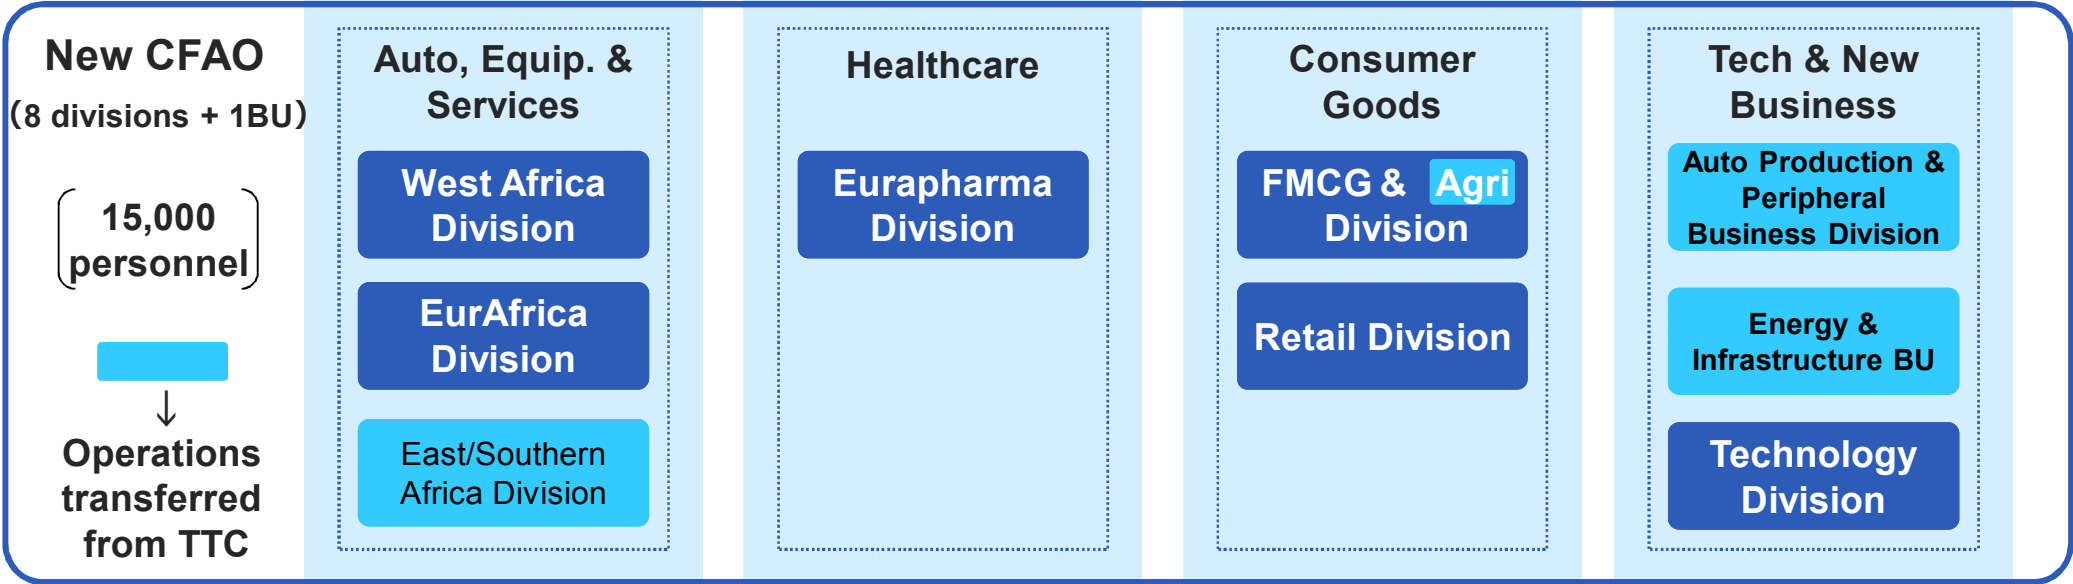 New CFAO
(8 divisions + 1BU)
15,000
personnel
↓
Operations
transferred
from TTC
Auto, Equip. &
Services
West Africa
Division
EurAfrica
Division
East/Southern
Africa Division
Healthcare
Eurapharma
Division
Consumer
Goods
FMCG & Agri
Division
Retail Division
Tech & New
Business
Auto Production &
Peripheral
Business Division
Energy &
Infrastructure BU
Technology
Division